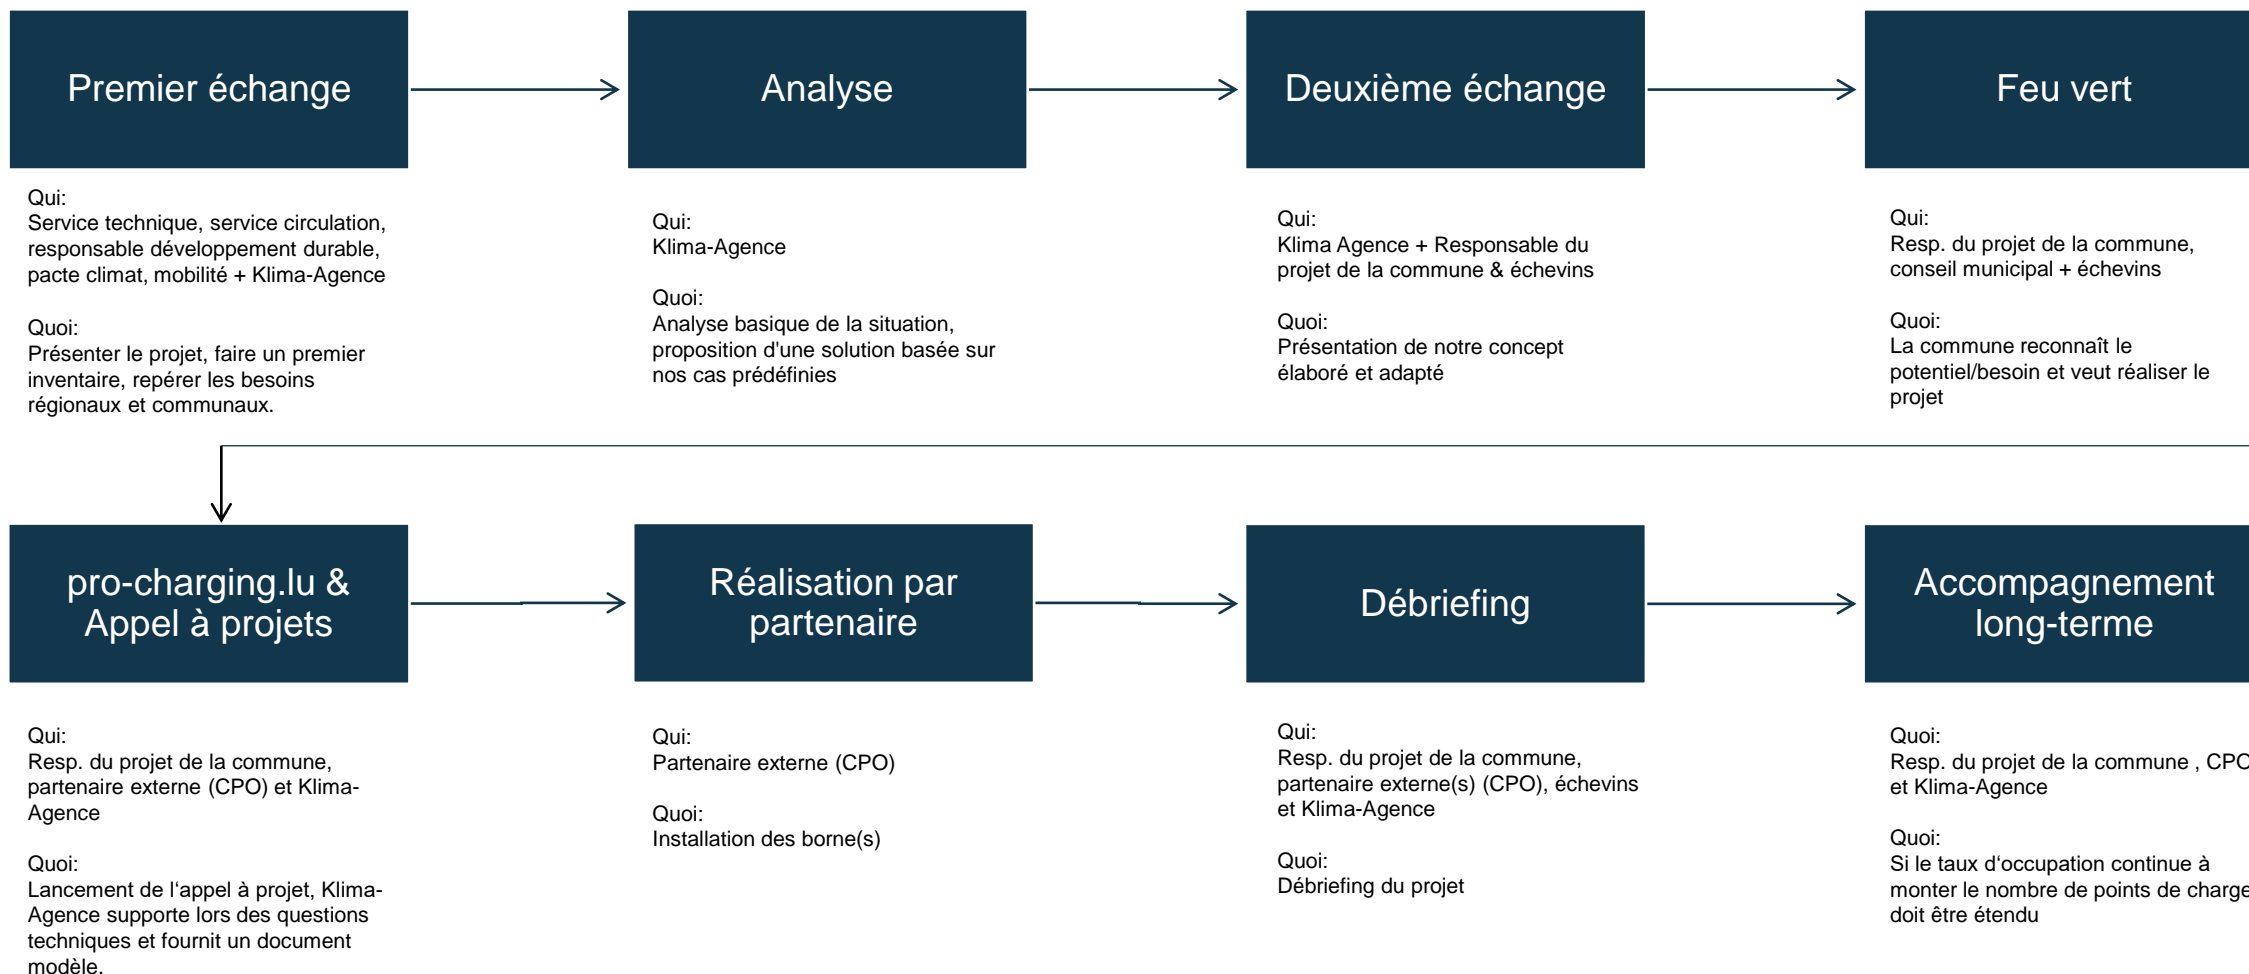 Premier échange
Qui:
Service technique, service circulation,
responsable développement durable,
pacte climat, mobilité + Klima-Agence
Quoi:
Présenter le projet, faire un premier
inventaire, repérer les besoins
régionaux et communaux.
Analyse
Qui:
Klima-Agence
Quoi:
Analyse basique de la situation,
proposition d'une solution basée sur
nos cas prédéfinies
Deuxième échange
Qui:
Klima Agence + Responsable du
projet de la commune & échevins
Quoi:
Présentation de notre concept
élaboré et adapté
Feu vert
Qui:
Resp. du projet de la commune,
conseil municipal + échevins
Quoi:
La commune reconnaît le
potentiel/besoin et veut réaliser le
projet
pro-charging.lu &
Appel à projets
Qui:
Resp. du projet de la commune,
partenaire externe (CPO) et Klima-
Agence
Quoi:
Lancement de l‘appel à projet, Klima-
Agence supporte lors des questions
techniques et fournit un document
modèle.
Réalisation par
partenaire
Qui:
Partenaire externe (CPO)
Quoi:
Installation des borne(s)
Débriefing
Qui:
Resp. du projet de la commune,
partenaire externe(s) (CPO), échevins
et Klima-Agence
Quoi:
Débriefing du projet
Accompagnement
long-terme
Quoi:
Resp. du projet de la commune , CPO
et Klima-Agence
Quoi:
Si le taux d‘occupation continue à
monter le nombre de points de charge
doit être étendu